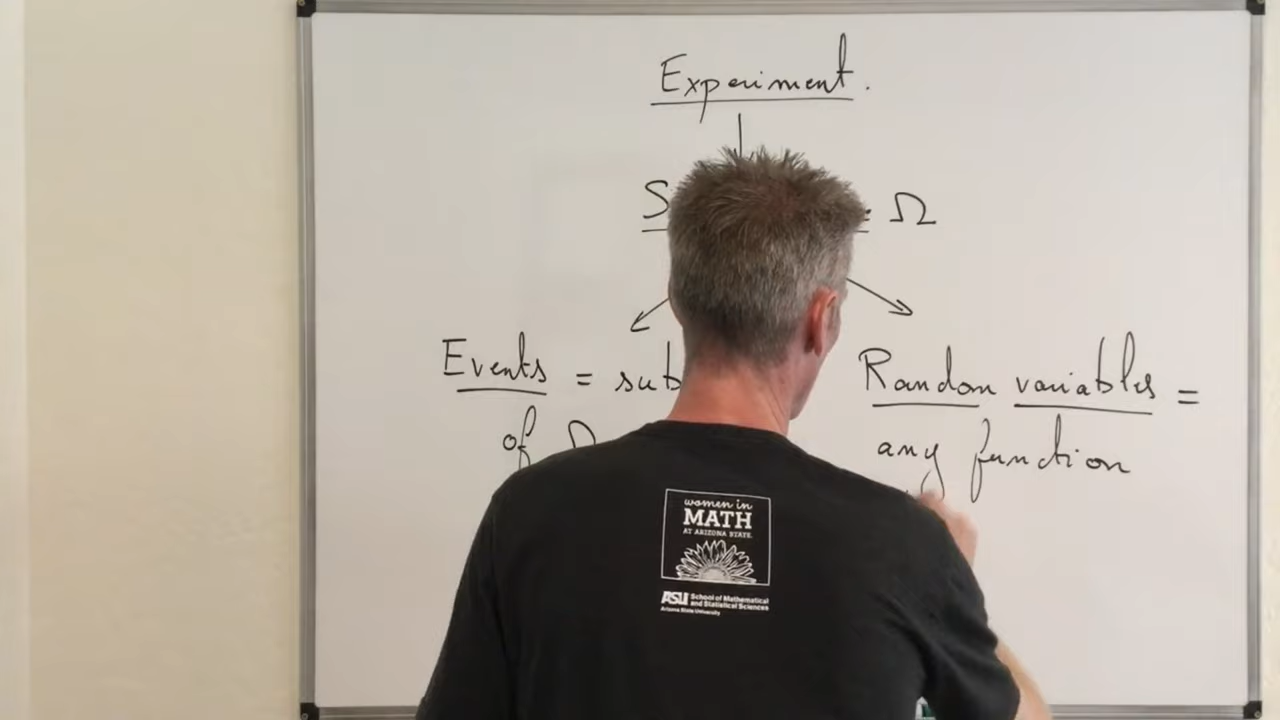 Experiment.
= Ω
Events = sub
of Ω
Random variables =
any function
women in
MATH
AT ARIZONA STATE.
ASU School of Mathematical
and Statistical Sciences
Arizona State University